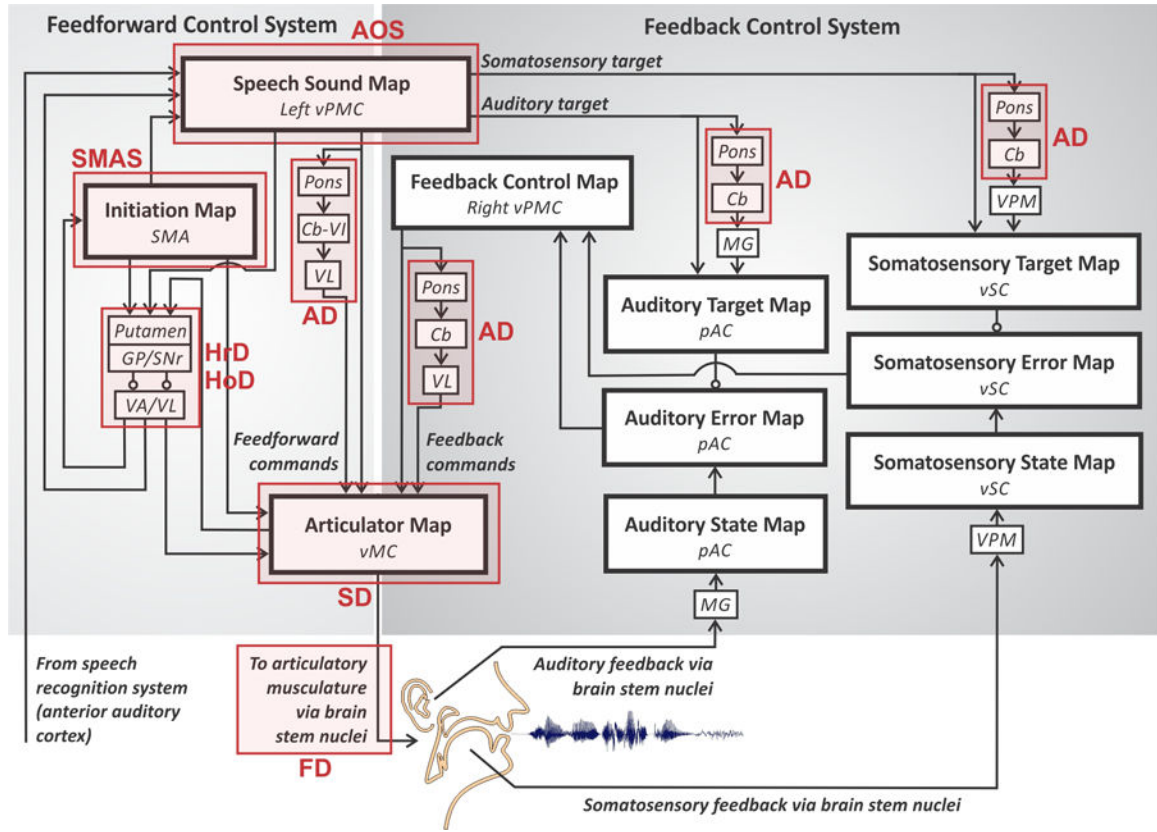 Feedforward Control System
Feedback Control System
AOS
Speech Sound Map
Left vPMC
Somatosensory target
Auditory target
SMAS
Initiation Map
SMA
Pons
Cb-VI
VL
AD
Feedback Control Map
Right vPMC
Pons
Cb
VL
AD
Pons
Cb
AD
MG
Pons
Cb
AD
VPM
Putamen
GP/SNr
VA/VL
HrD
HoD
Auditory Target Map
pAC
Somatosensory Target Map
vSC
Somatosensory Error Map
vSC
Auditory Error Map
pAC
Somatosensory State Map
vSC
Feedforward
commands
Feedback
commands
Articulator Map
vMC
SD
Auditory State Map
pAC
MG
VPM
From speech
recognition system
(anterior auditory
cortex)
To articulatory
musculature
via brain
stem nuclei
FD
Auditory feedback via
brain stem nuclei
Somatosensory feedback via brain stem nuclei